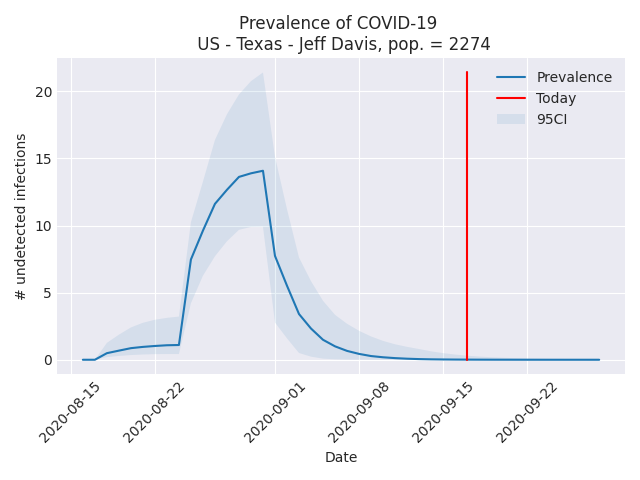 Prevalence of COVID-19
US - Texas - Jeff Davis, pop. = 2274
# undetected infections
20
15
10
5
0
Prevalence
Today
95CI
2020-08-15
2020-08-22
2020-09-01
2020-09-08
2020-09-15
2020-09-22
Date